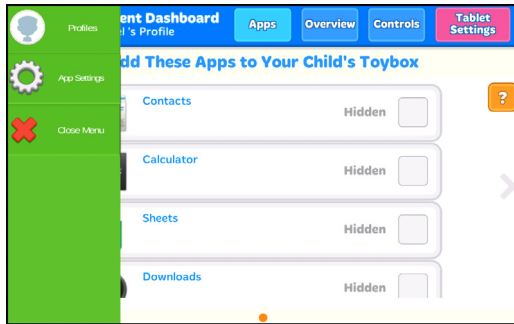 Profiles
App Settings
Close Menu
ent Dashboard
el 's Profile
Apps
Overview
Controls
Tablet
Settings
dd These Apps to Your Child's Toybox
?
Contacts
Hidden
Calculator
Hidden
Sheets
Hidden
Downloads
Hidden